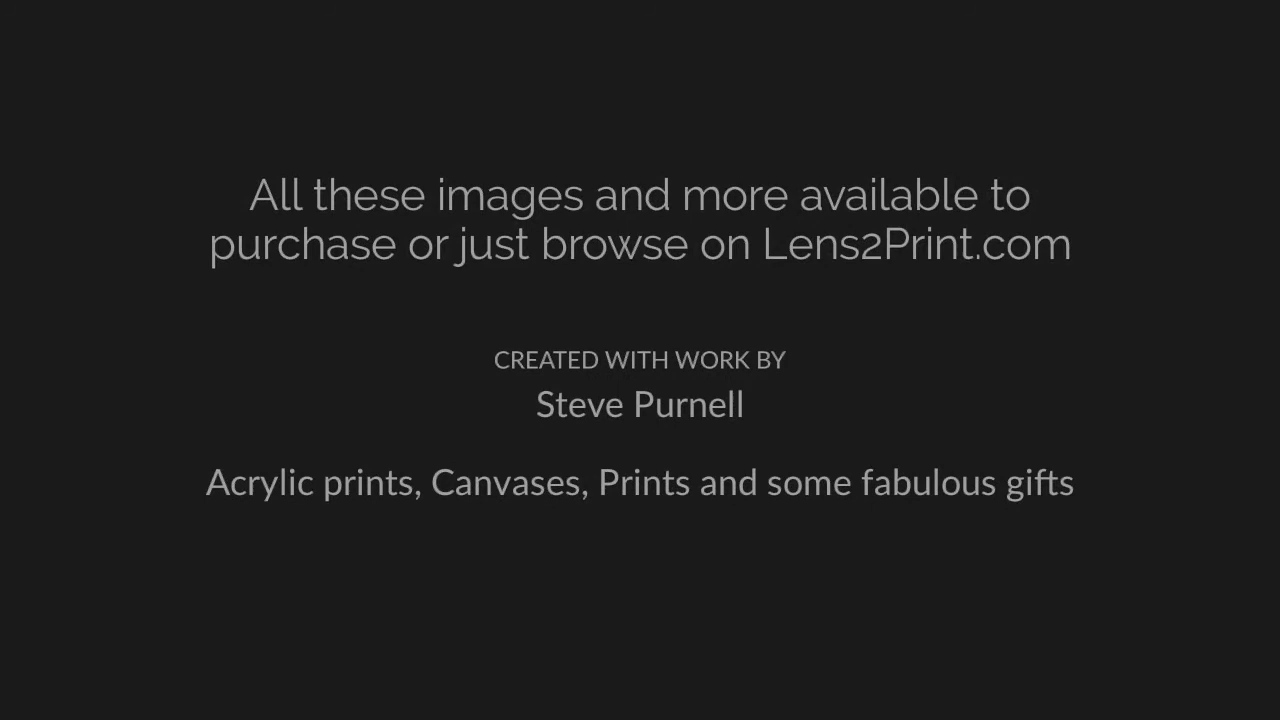 All these images and more available to
purchase or just browse on Lens2Print.com
CREATED WITH WORK BY
Steve Purnell
Acrylic prints, Canvases, Prints and some fabulous gifts